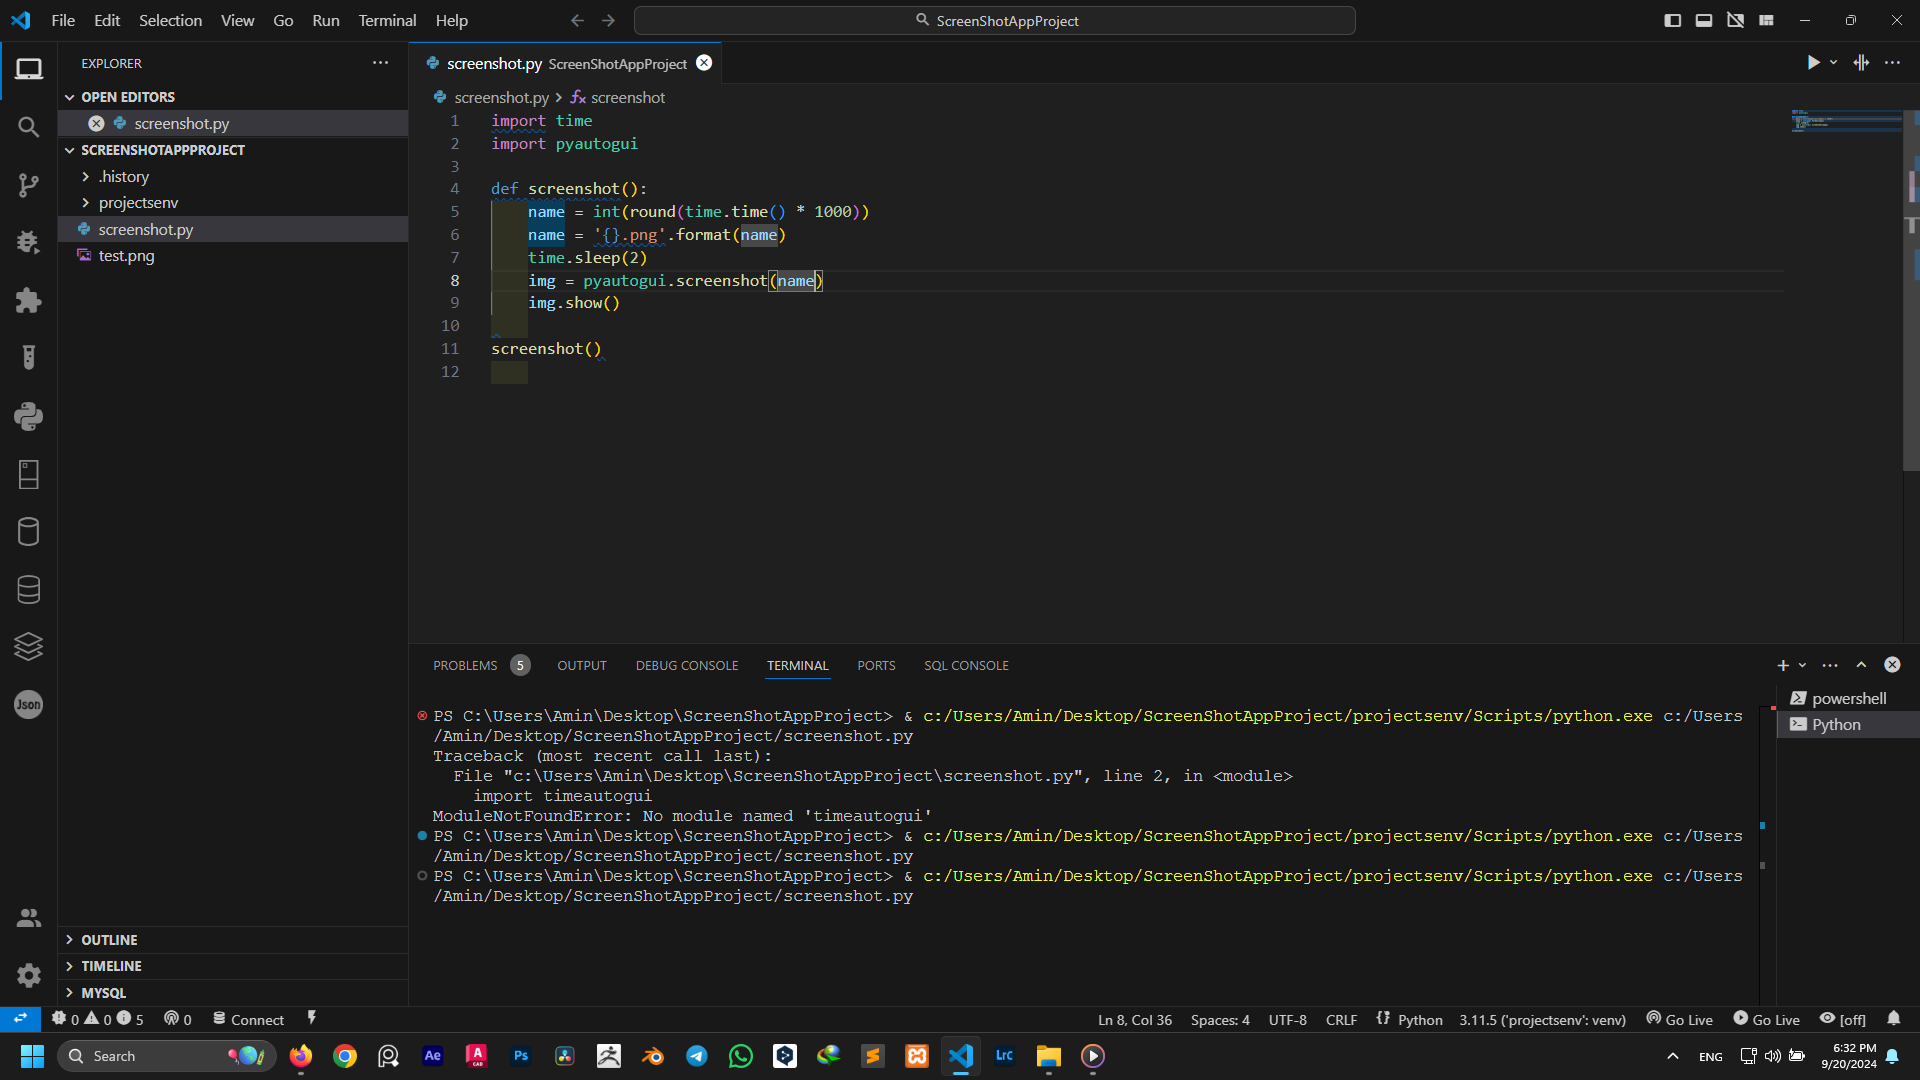 File Edit Selection View Go Run Terminal Help
ScreenShotAppProject
EXPLORER
OPEN EDITORS
screenshot.py
SCREENSHOTAPPPROJECT
.history
projectsenv
screenshot.py
test.png
OUTLINE
TIMELINE
MYSQL
Json
screenshot.py ScreenShotAppProject
screenshot.py > screenshot
1 import time
2 import pyautogui
3
4 def screenshot():
5 name = int(round(time.time() * 1000))
6 name = '{}.png'.format(name)
7 time.sleep(2)
8 img = pyautogui.screenshot(name)
9 img.show()
10
11 screenshot()
12
PROBLEMS 5 OUTPUT DEBUG CONSOLE TERMINAL PORTS SQL CONSOLE
PS C:\Users\Amin\Desktop\ScreenShotAppProject> & c:/Users/Amin/Desktop/ScreenShotAppProject/projectsenv/Scripts/python.exe c:/Users
/Amin/Desktop/ScreenShotAppProject/screenshot.py
Traceback (most recent call last):
File "c:\Users\Amin\Desktop\ScreenShotAppProject\screenshot.py", line 2, in <module>
import timeautogui
ModuleNotFoundError: No module named 'timeautogui'
PS C:\Users\Amin\Desktop\ScreenShotAppProject> & c:/Users/Amin/Desktop/ScreenShotAppProject/projectsenv/Scripts/python.exe c:/Users
/Amin/Desktop/ScreenShotAppProject/screenshot.py
PS C:\Users\Amin\Desktop\ScreenShotAppProject> & c:/Users/Amin/Desktop/ScreenShotAppProject/projectsenv/Scripts/python.exe c:/Users
/Amin/Desktop/ScreenShotAppProject/screenshot.py
powershell
Python
0 0 5 0 Connect
Ln 8, Col 36 Spaces: 4 UTF-8 CRLF {} Python 3.11.5 ('projectsenv': venv) Go Live Go Live [off]
Search
Ae A CAD Ps Lrc
ENG
6:32 PM
9/20/2024